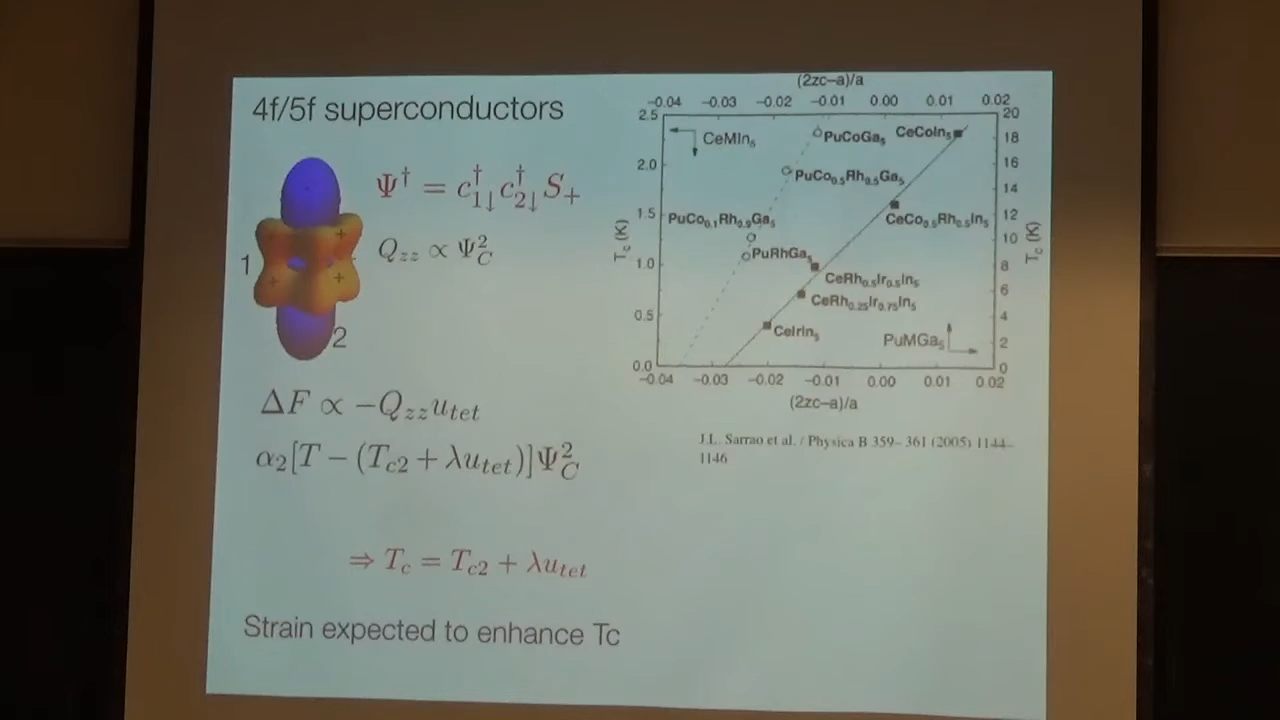 4f/5f superconductors
Ψ† = c†1↓ c†2↓ S+
Qzz ∝ Ψ²C
1
2
ΔF ∝ −Qzz utet
α2[T − (Tc2 + λutet)]Ψ²C
⇒ Tc = Tc2 + λutet
Strain expected to enhance Tc
(2zc–a)/a
−0.04 −0.03 −0.02 −0.01 0.00 0.01 0.02
2.5
2.0
1.5
1.0
0.5
0.0
Tc (K)
CeMIn5
PuCoGa5
CeCoIn5
PuCo0.5Rh0.5Ga5
PuCo0.1Rh0.9Ga5
CeCo0.5Rh0.5In5
PuRhGa5
CeRh0.5Ir0.5In5
CeRh0.25Ir0.75In5
CeIrIn5
PuMGa5
20
18
16
14
12
10
8
6
4
2
0
Tc (K)
−0.04 −0.03 −0.02 −0.01 0.00 0.01 0.02
(2zc–a)/a
J.L. Sarrao et al. / Physica B 359– 361 (2005) 1144–
1146